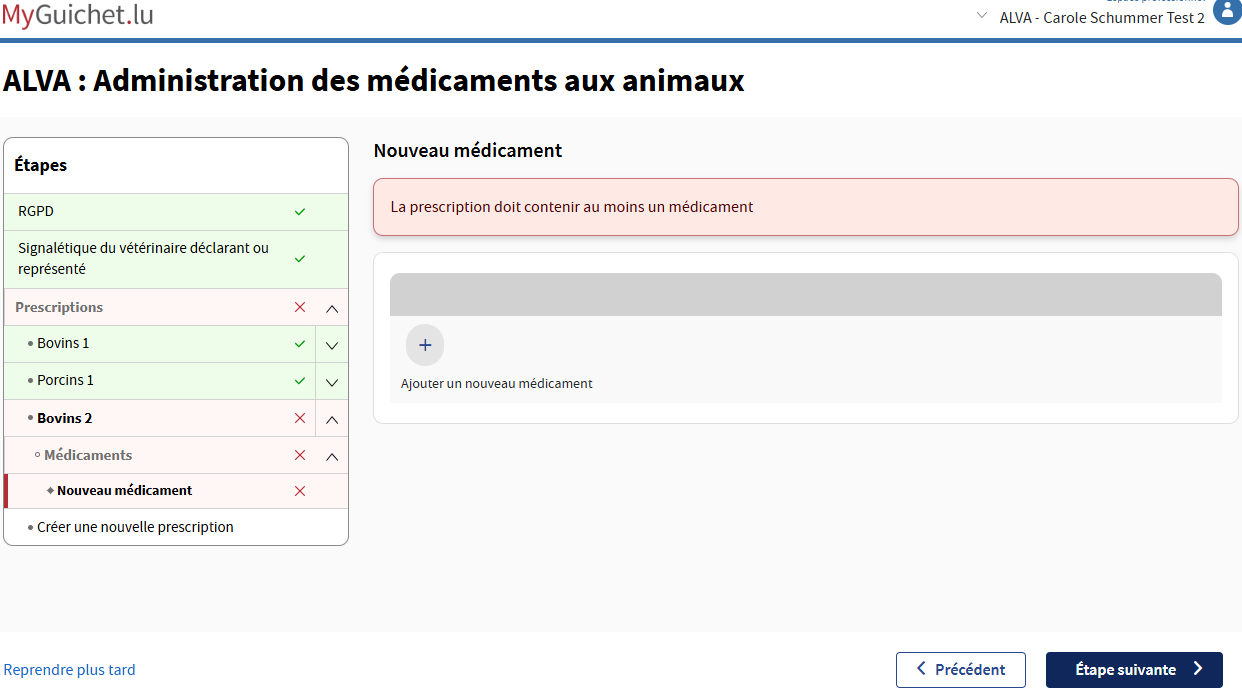 MyGuichet.lu
ALVA - Carole Schummer Test 2
ALVA : Administration des médicaments aux animaux
Étapes
RGPD
Signalétique du vétérinaire déclarant ou
représenté
Prescriptions
Bovins 1
Porcins 1
Bovins 2
Médicaments
Nouveau médicament
Créer une nouvelle prescription
Nouveau médicament
La prescription doit contenir au moins un médicament
Ajouter un nouveau médicament
Reprendre plus tard
Précédent
Étape suivante